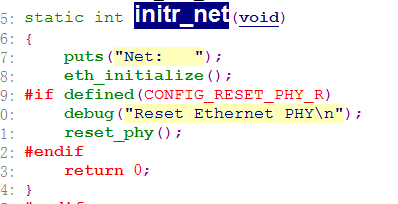 5: static int initr_net(void)
6: {
7:     puts("Net:   ");
8:     eth_initialize();
9: #if defined(CONFIG_RESET_PHY_R)
0:     debug("Reset Ethernet PHY\n");
1:     reset_phy();
2: #endif
3:     return 0;
4: }